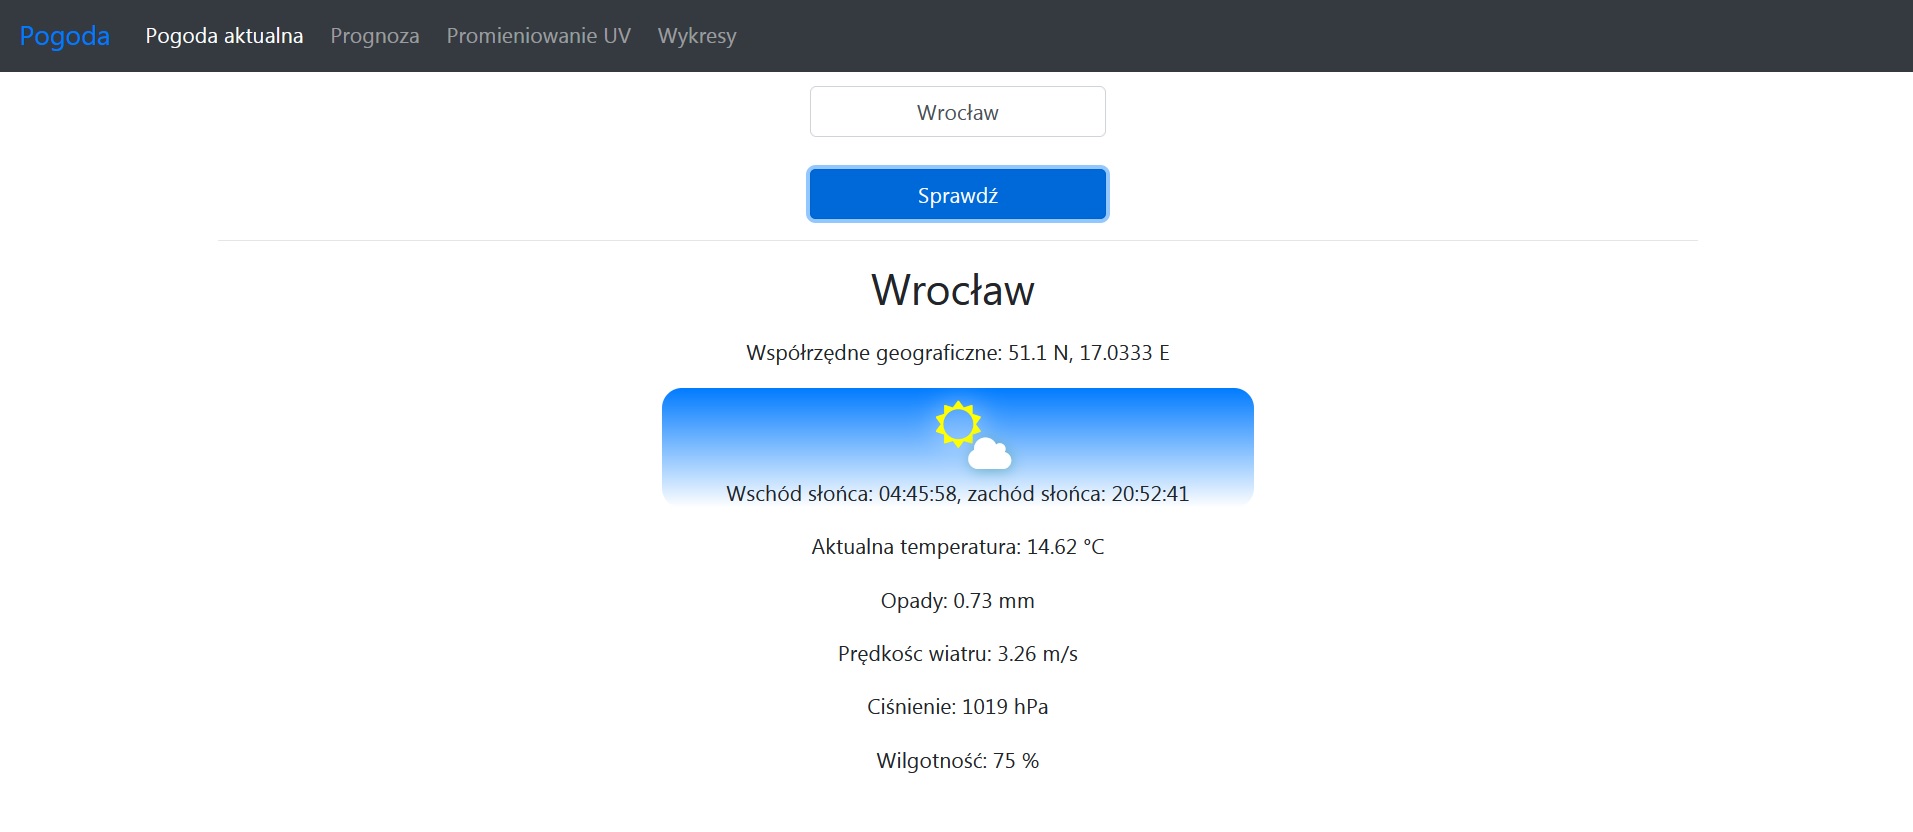 Pogoda Pogoda aktualna Prognoza Promieniowanie UV Wykresy
Wrocław
Sprawdź
Wrocław
Współrzędne geograficzne: 51.1 N, 17.0333 E
Wschód słońca: 04:45:58, zachód słońca: 20:52:41
Aktualna temperatura: 14.62 °C
Opady: 0.73 mm
Prędkośc wiatru: 3.26 m/s
Ciśnienie: 1019 hPa
Wilgotność: 75 %